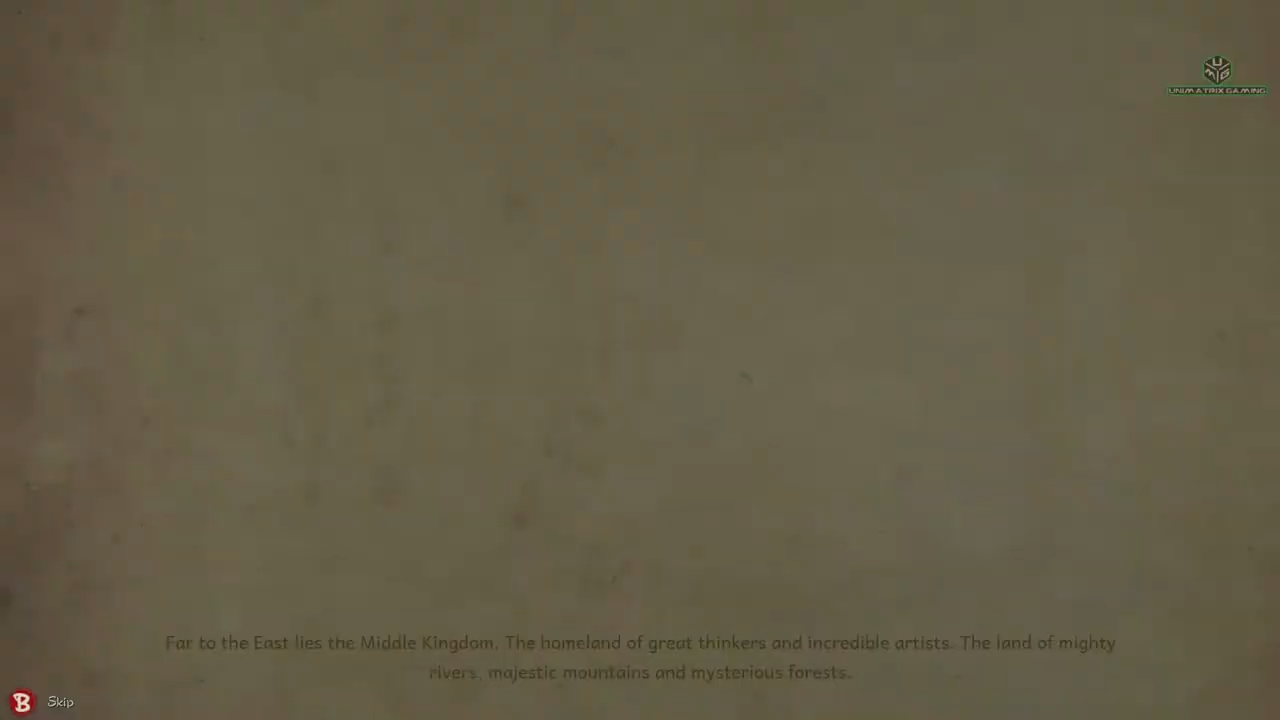 UMG
UNIMATRIX GAMING
Far to the East lies the Middle Kingdom. The homeland of great thinkers and incredible artists. The land of mighty
rivers, majestic mountains and mysterious forests.
B Skip